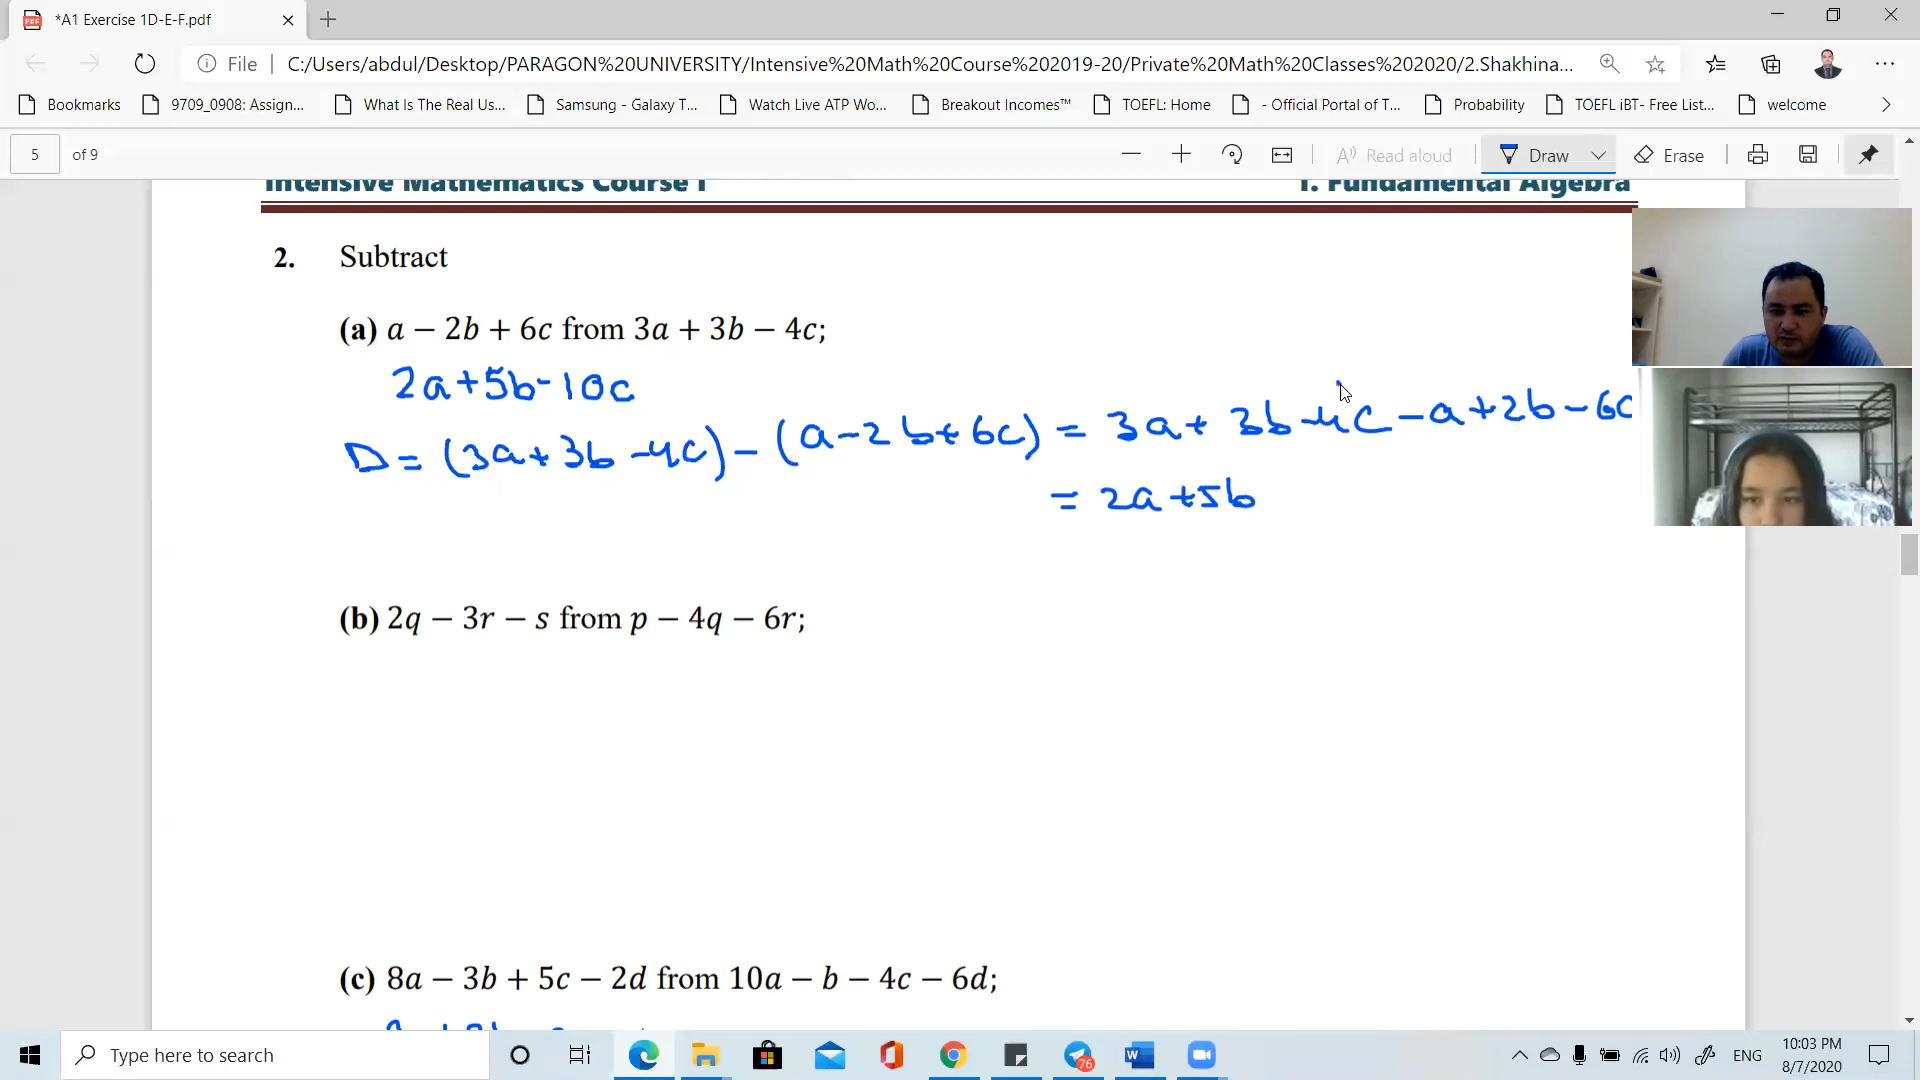 *A1 Exercise 1D-E-F.pdf
File
C:/Users/abdul/Desktop/PARAGON%20UNIVERSITY/Intensive%20Math%20Course%202019-20/Private%20Math%20Classes%202020/2.Shakhina...
Bookmarks 9709_0908: Assign... What Is The Real Us... Samsung - Galaxy T... Watch Live ATP Wo... Breakout Incomes™ TOEFL: Home - Official Portal of T... Probability TOEFL iBT- Free List... welcome
5 of 9 Read aloud Draw Erase
Intensive Mathematics Course I 1. Fundamental Algebra
2. Subtract
(a) a − 2b + 6c from 3a + 3b − 4c;
2a+5b-10c
D = (3a+3b-4c) - (a-2b+6c) = 3a+3b-4c-a+2b-6c
= 2a+5b
(b) 2q − 3r − s from p − 4q − 6r;
(c) 8a − 3b + 5c − 2d from 10a − b − 4c − 6d;
Type here to search
76
ENG
10:03 PM
8/7/2020